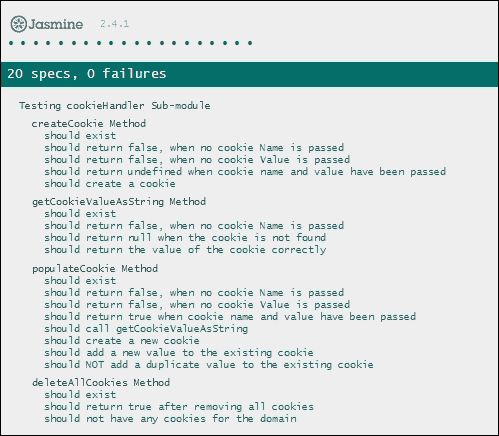 Jasmine 2.4.1
••••••••••••••••••••
20 specs, 0 failures
Testing cookieHandler Sub-module
createCookie Method
should exist
should return false, when no cookie Name is passed
should return false, when no cookie Value is passed
should return undefined when cookie name and value have been passed
should create a cookie
getCookieValueAsString Method
should exist
should return false, when no cookie Name is passed
should return null when the cookie is not found
should return the value of the cookie correctly
populateCookie Method
should exist
should return false, when no cookie Name is passed
should return false, when no cookie Value is passed
should return true when cookie name and value have been passed
should call getCookieValueAsString
should create a new cookie
should add a new value to the existing cookie
should NOT add a duplicate value to the existing cookie
deleteAllCookies Method
should exist
should return true after removing all cookies
should not have any cookies for the domain